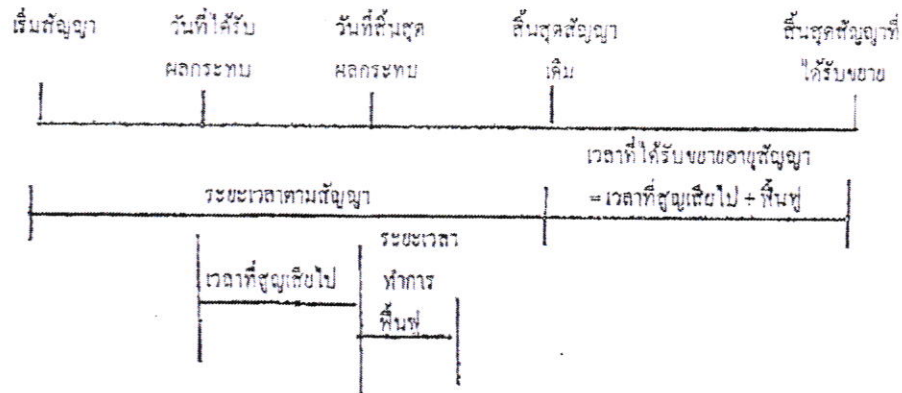 เริ่มสัญญา วันที่ได้รับ วันที่สิ้นสุด สิ้นสุดสัญญา สิ้นสุดสัญญาที่
ผลกระทบ ผลกระทบ เดิม ได้รับขยาย
เวลาที่ได้รับขยายอายุสัญญา
ระยะเวลาตามสัญญา = เวลาที่สูญเสียไป + ฟื้นฟู
ระยะเวลา
เวลาที่สูญเสียไป ทำการ
ฟื้นฟู